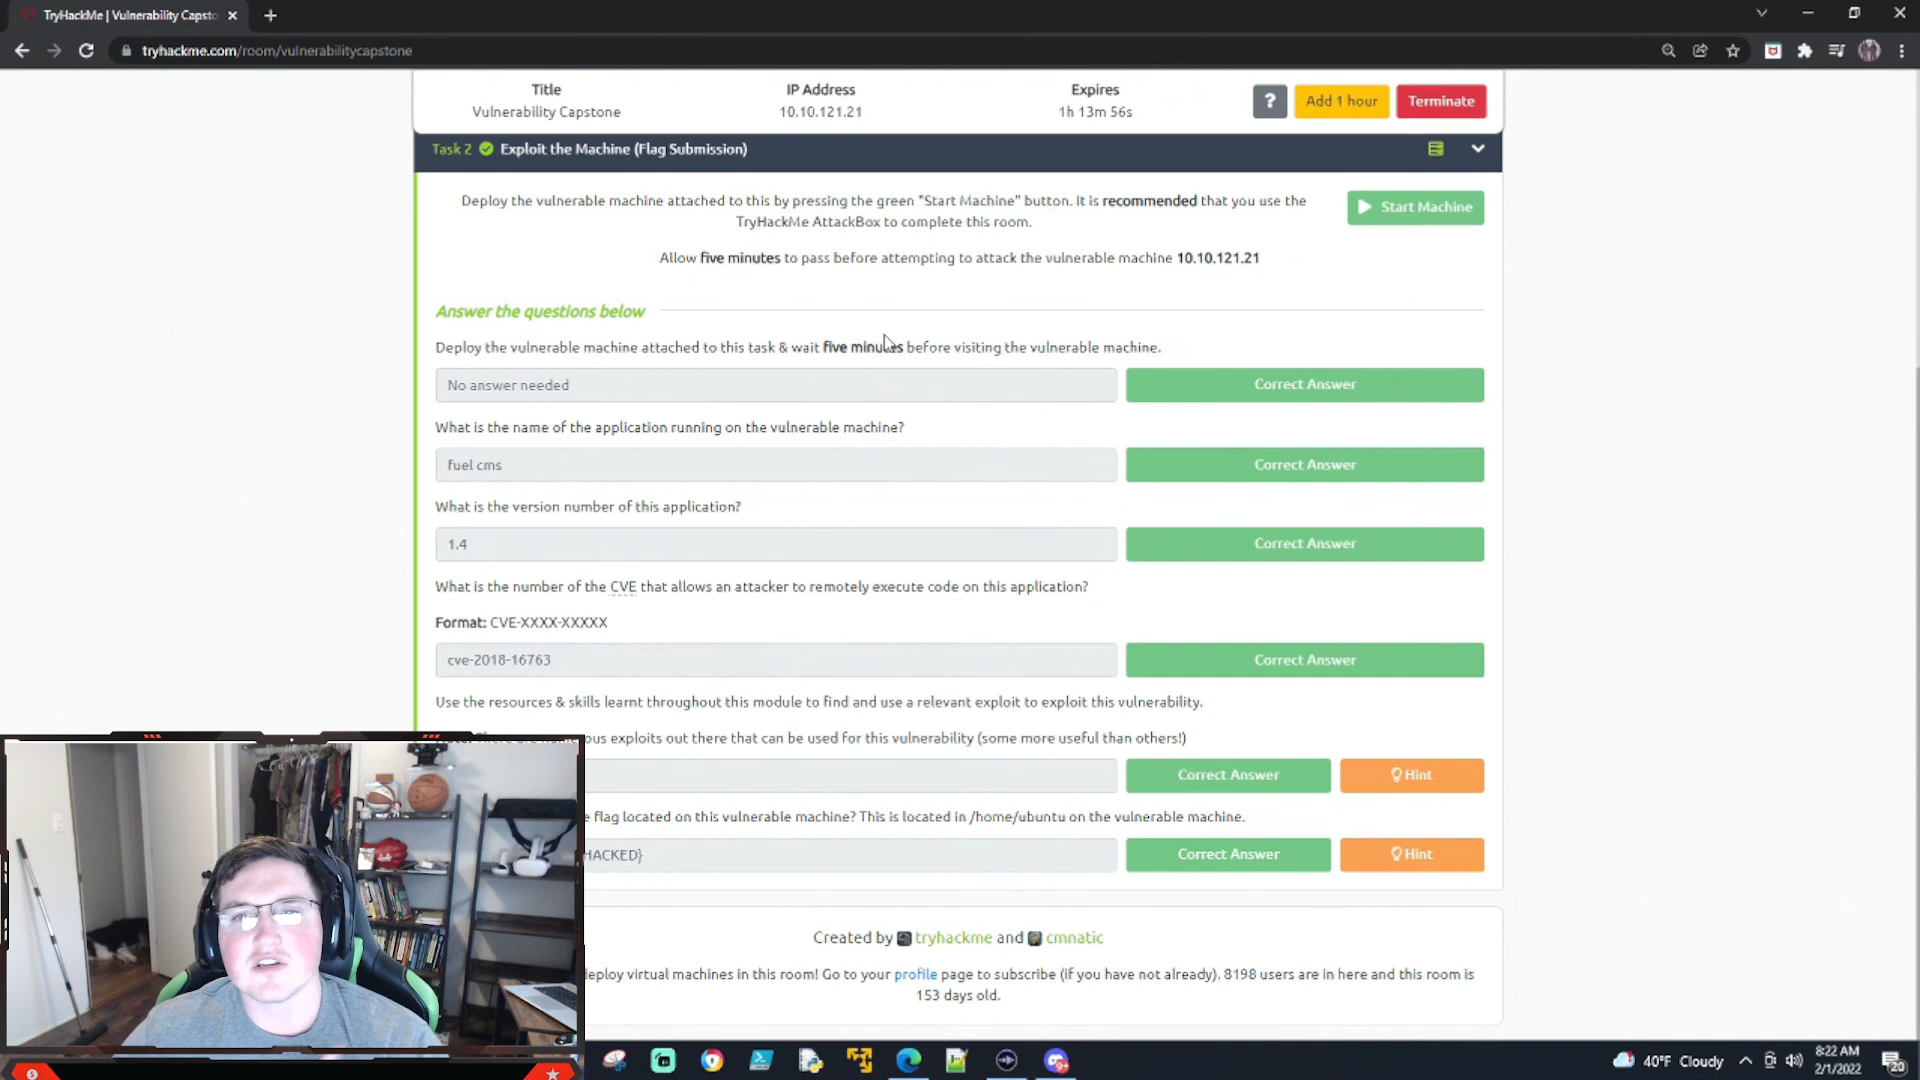 TryHackMe | Vulnerability Capsto
tryhackme.com/room/vulnerabilitycapstone
Title
Vulnerability Capstone
IP Address
10.10.121.21
Expires
1h 13m 56s
?
Add 1 hour
Terminate
Task 2
Exploit the Machine (Flag Submission)
Deploy the vulnerable machine attached to this by pressing the green "Start Machine" button. It is recommended that you use the
TryHackMe AttackBox to complete this room.
Start Machine
Allow five minutes to pass before attempting to attack the vulnerable machine 10.10.121.21
Answer the questions below
Deploy the vulnerable machine attached to this task & wait five minutes before visiting the vulnerable machine.
No answer needed
Correct Answer
What is the name of the application running on the vulnerable machine?
fuel cms
Correct Answer
What is the version number of this application?
1.4
Correct Answer
What is the number of the CVE that allows an attacker to remotely execute code on this application?
Format: CVE-XXXX-XXXXX
cve-2018-16763
Correct Answer
Use the resources & skills learnt throughout this module to find and use a relevant exploit to exploit this vulnerability.
exploits out there that can be used for this vulnerability (some more useful than others!)
Correct Answer
Hint
flag located on this vulnerable machine? This is located in /home/ubuntu on the vulnerable machine.
HACKED}
Correct Answer
Hint
Created by tryhackme and cmnatic
deploy virtual machines in this room! Go to your profile page to subscribe (if you have not already). 8198 users are in here and this room is
153 days old.
40°F Cloudy
8:22 AM
2/1/2022
20